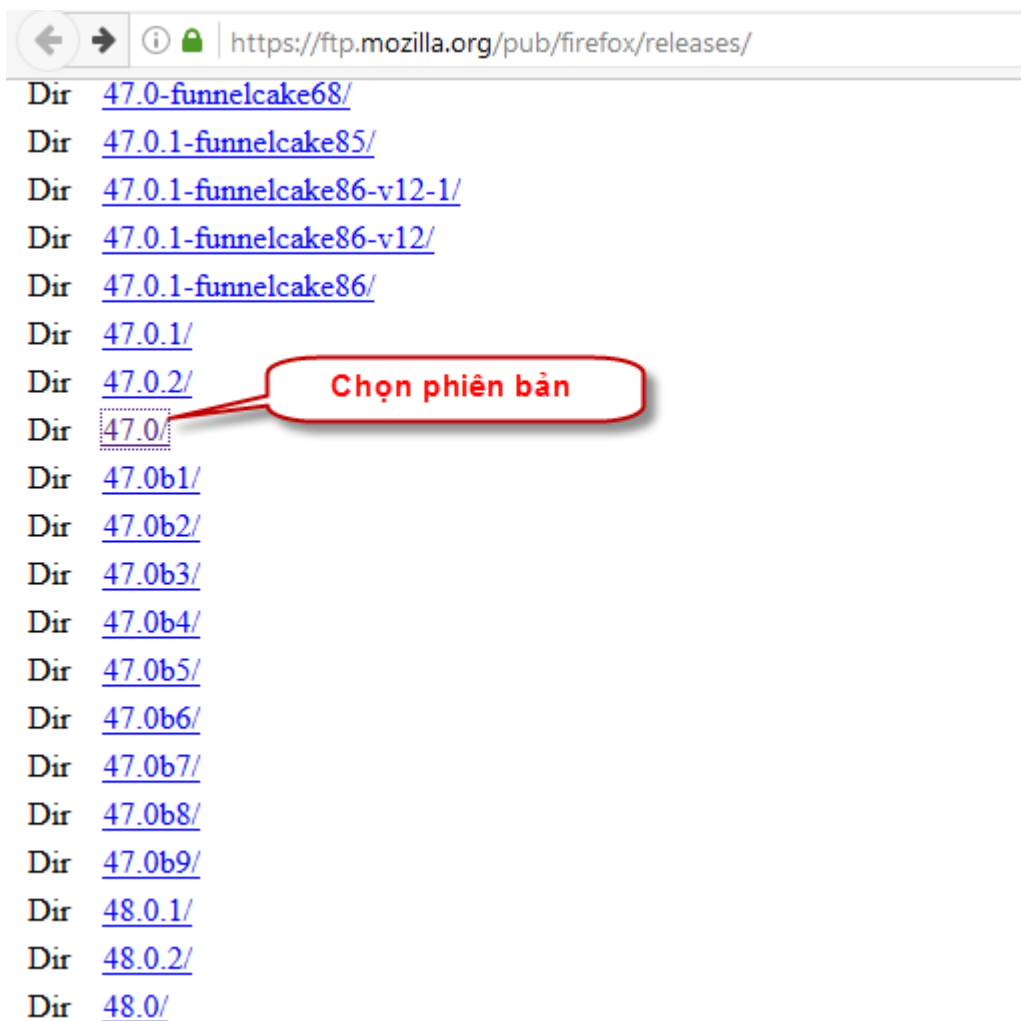 https://ftp.mozilla.org/pub/firefox/releases/
Dir 47.0-funnelcake68/
Dir 47.0.1-funnelcake85/
Dir 47.0.1-funnelcake86-v12-1/
Dir 47.0.1-funnelcake86-v12/
Dir 47.0.1-funnelcake86/
Dir 47.0.1/
Dir 47.0.2/
Chọn phiên bản
Dir 47.0/
Dir 47.0b1/
Dir 47.0b2/
Dir 47.0b3/
Dir 47.0b4/
Dir 47.0b5/
Dir 47.0b6/
Dir 47.0b7/
Dir 47.0b8/
Dir 47.0b9/
Dir 48.0.1/
Dir 48.0.2/
Dir 48.0/